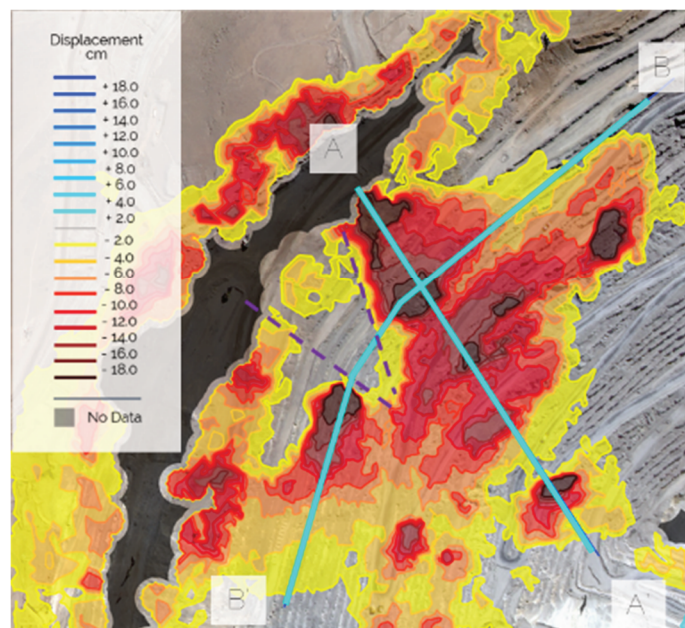 Displacement
cm
+ 18.0
+ 16.0
+ 14.0
+ 12.0
+ 10.0
+ 8.0
+ 6.0
+ 4.0
+ 2.0
- 2.0
- 4.0
- 6.0
- 8.0
- 10.0
- 12.0
- 14.0
- 16.0
- 18.0
No Data
A
B
B'
A'